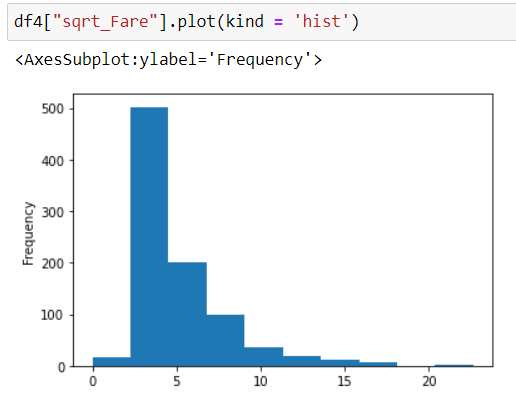 df4["sqrt_Fare"].plot(kind = 'hist')
<AxesSubplot:ylabel='Frequency'>
500
400
300
200
100
0
Frequency
0 5 10 15 20